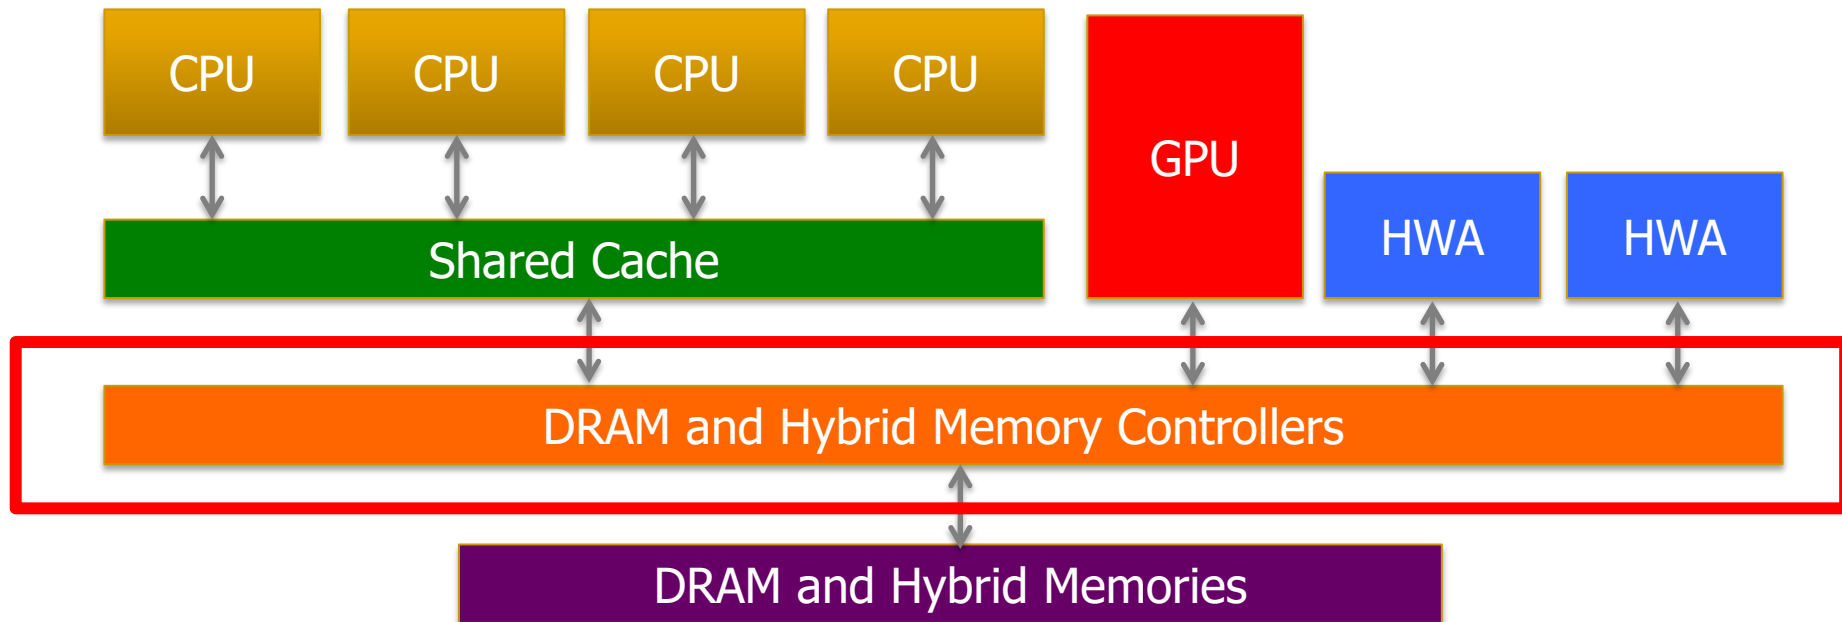 CPU
CPU
CPU
CPU
GPU
HWA
HWA
Shared Cache
DRAM and Hybrid Memory Controllers
DRAM and Hybrid Memories